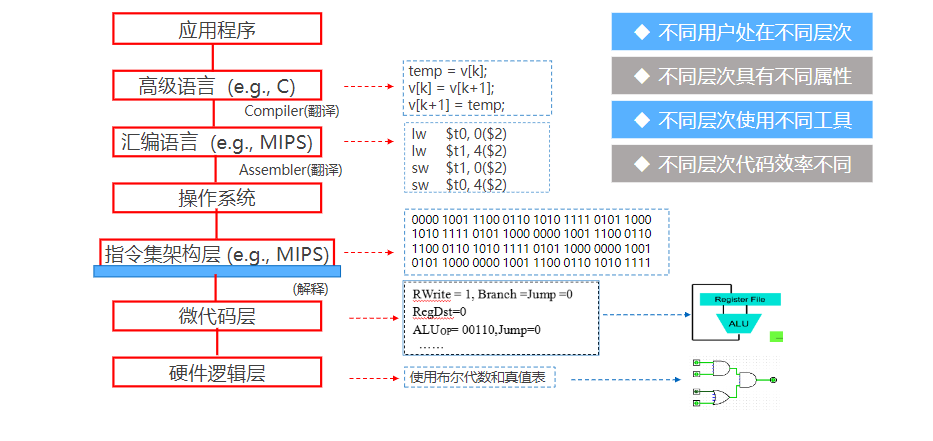 应用程序
高级语言 (e.g., C)
temp = v[k];
v[k] = v[k+1];
v[k+1] = temp;
Compiler(翻译)
汇编语言 (e.g., MIPS)
lw $t0, 0($2)
lw $t1, 4($2)
sw $t1, 0($2)
sw $t0, 4($2)
Assembler(翻译)
操作系统
指令集架构层 (e.g., MIPS)
0000 1001 1100 0110 1010 1111 0101 1000
1010 1111 0101 1000 0000 1001 1100 0110
1100 0110 1010 1111 0101 1000 0000 1001
0101 1000 0000 1001 1100 0110 1010 1111
(解释)
微代码层
RWrite = 1, Branch =Jump =0
RegDst=0
ALUOP= 00110,Jump=0
……
Register File
ALU
硬件逻辑层
使用布尔代数和真值表
◆ 不同用户处在不同层次
◆ 不同层次具有不同属性
◆ 不同层次使用不同工具
◆ 不同层次代码效率不同